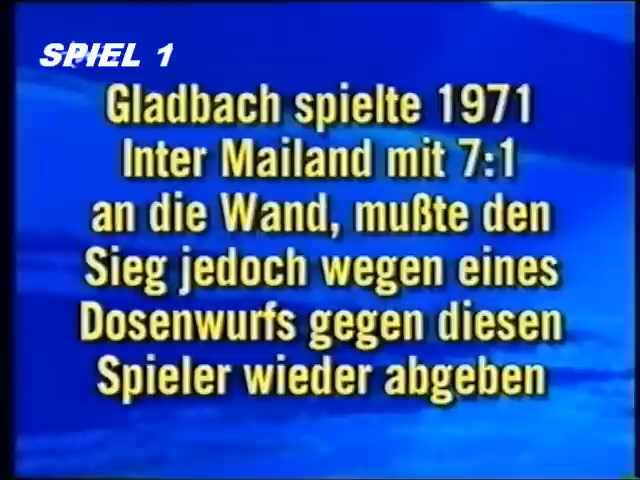 SPIEL 1
Gladbach spielte 1971
Inter Mailand mit 7:1
an die Wand, mußte den
Sieg jedoch wegen eines
Dosenwurfs gegen diesen
Spieler wieder abgeben